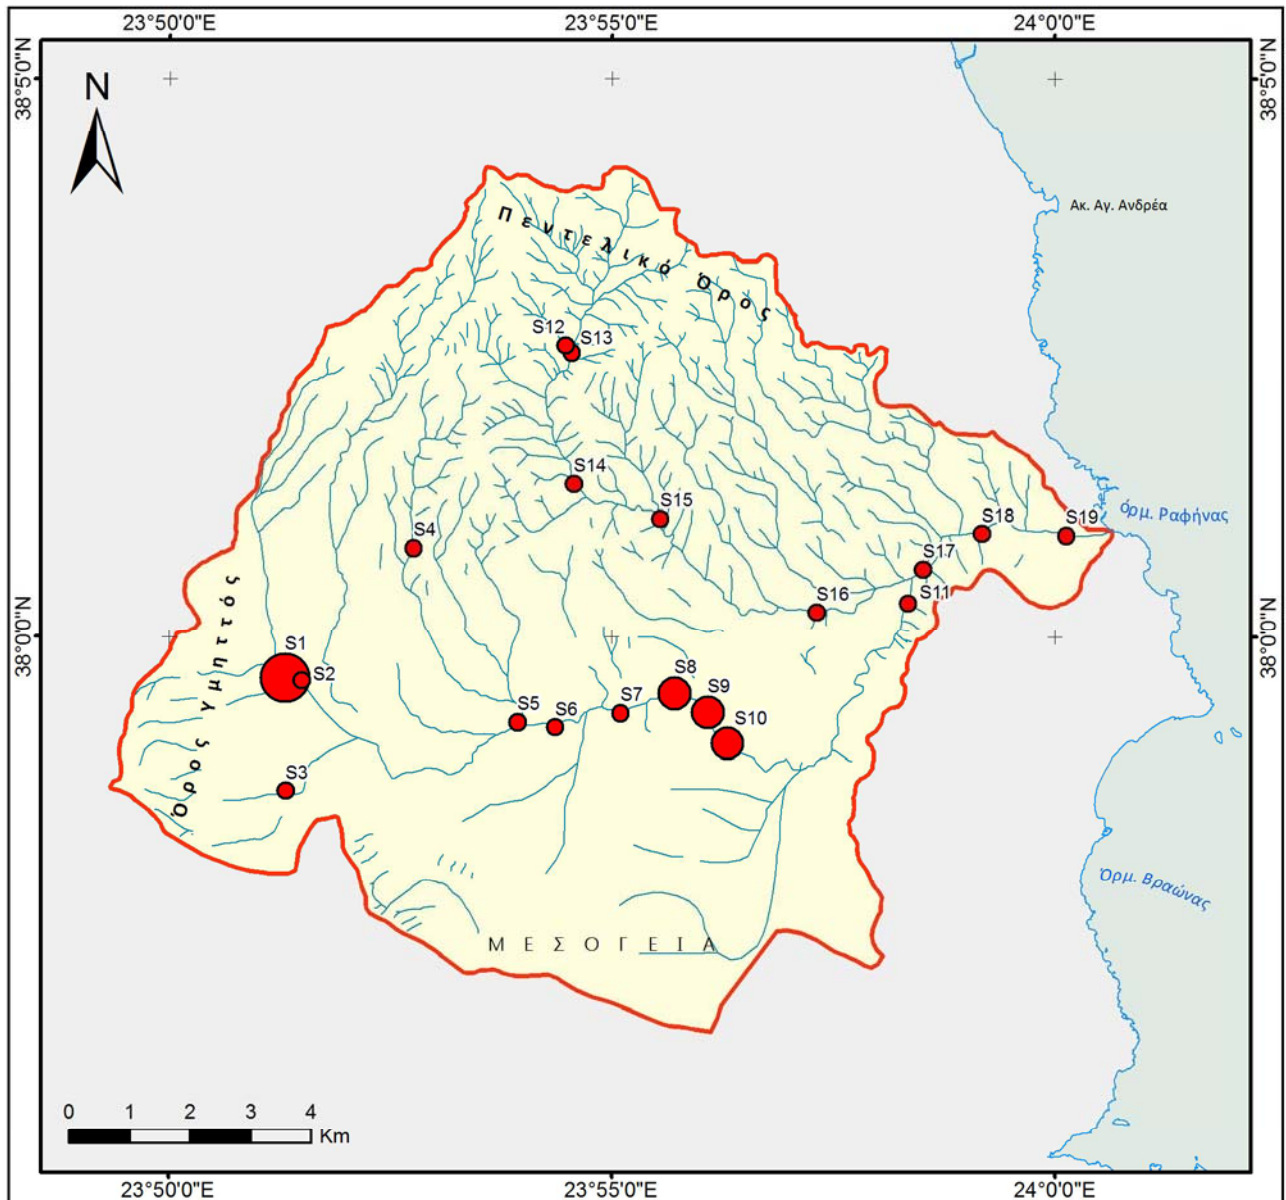 23°50'0"E
23°55'0"E
24°0'0"E
38°5'0"N
38°5'0"N
N
Ακ. Αγ. Ανδρέα
Πεντελικό Όρος
S12
S13
S14
S15
S4
S18
S19
όρμ. Ραφήνας
S17
S11
S16
38°0'0"N
38°0'0"N
Όρος Υμηττός
S1
S2
S8
S9
S5
S6
S7
S10
S3
Όρμ. Βραώνας
ΜΕΣΟΓΕΙΑ
0 1 2 3 4
Km
23°50'0"E
23°55'0"E
24°0'0"E